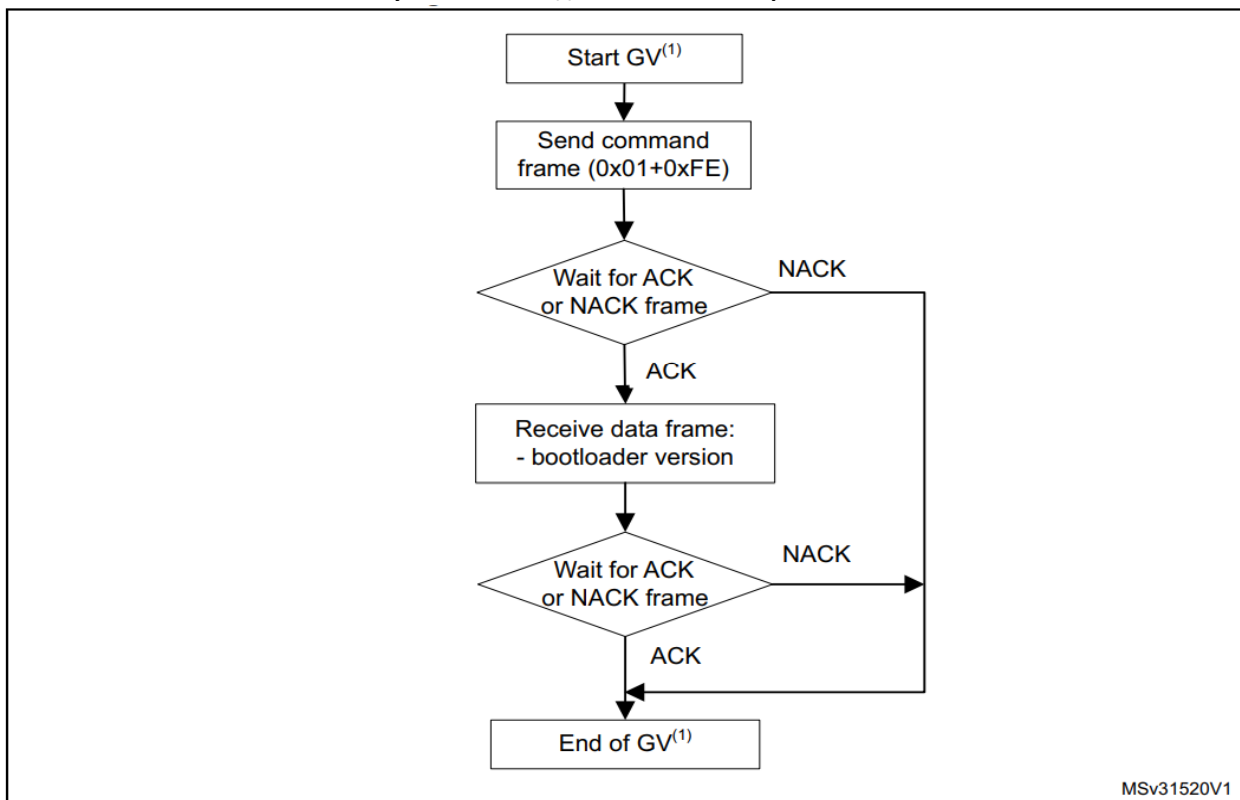 Start GV(1)
Send command
frame (0x01+0xFE)
Wait for ACK
or NACK frame
NACK
ACK
Receive data frame:
- bootloader version
Wait for ACK
or NACK frame
NACK
ACK
End of GV(1)
MSv31520V1